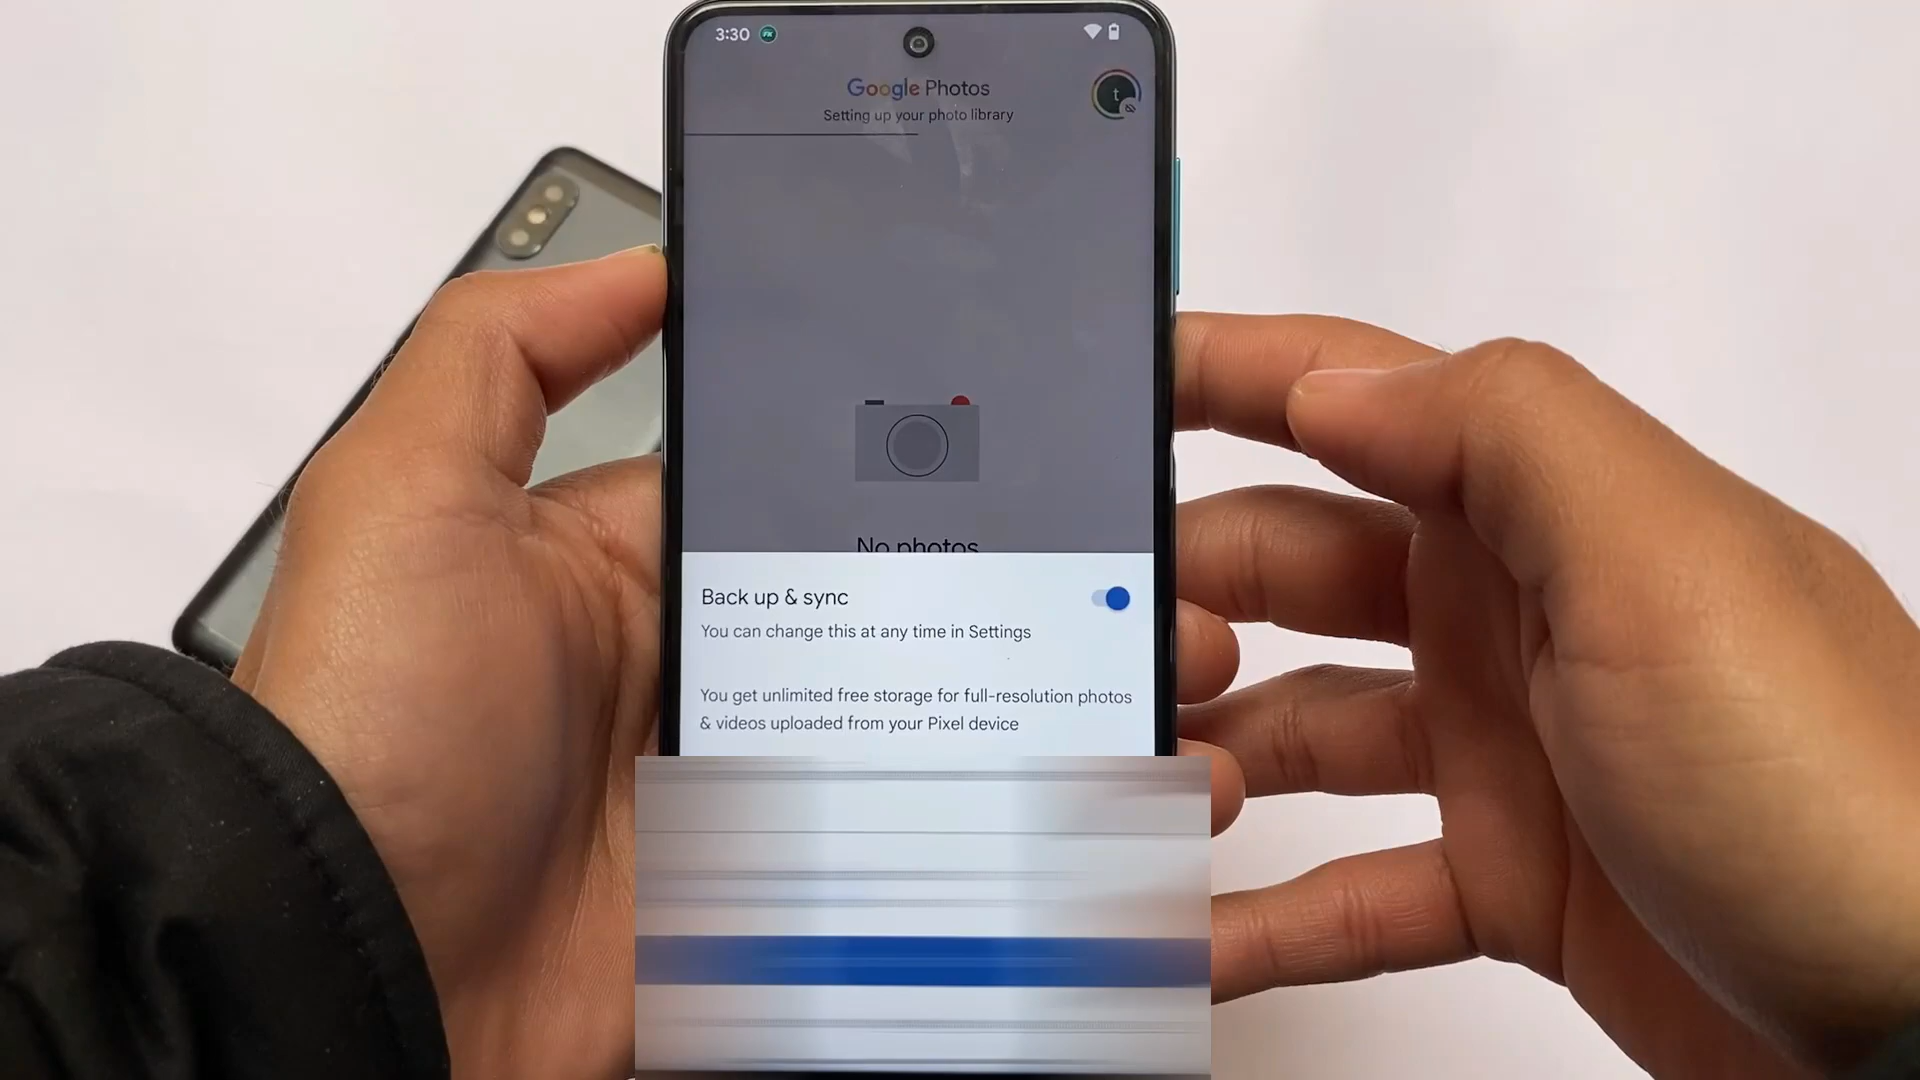 3:30
Google Photos
t
Setting up your photo library
No photos
Back up & sync
You can change this at any time in Settings
You get unlimited free storage for full-resolution photos
& videos uploaded from your Pixel device